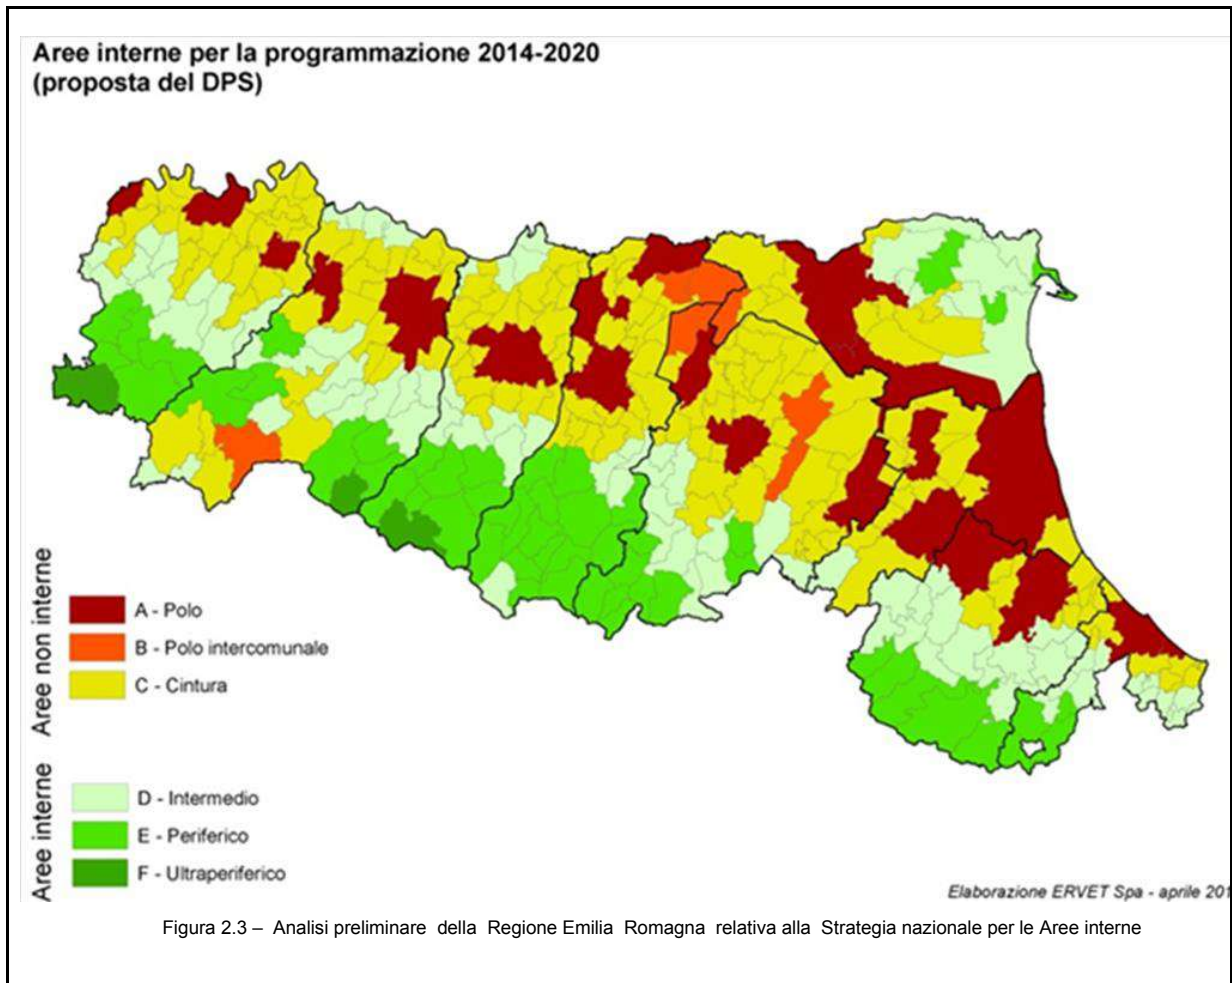 Aree interne per la programmazione 2014-2020
(proposta del DPS)
Aree non interne
A - Polo
B - Polo intercomunale
C - Cintura
Aree interne
D - Intermedio
E - Periferico
F - Ultraperiferico
Elaborazione ERVET Spa - aprile 201
Figura 2.3 – Analisi preliminare della Regione Emilia Romagna relativa alla Strategia nazionale per le Aree interne